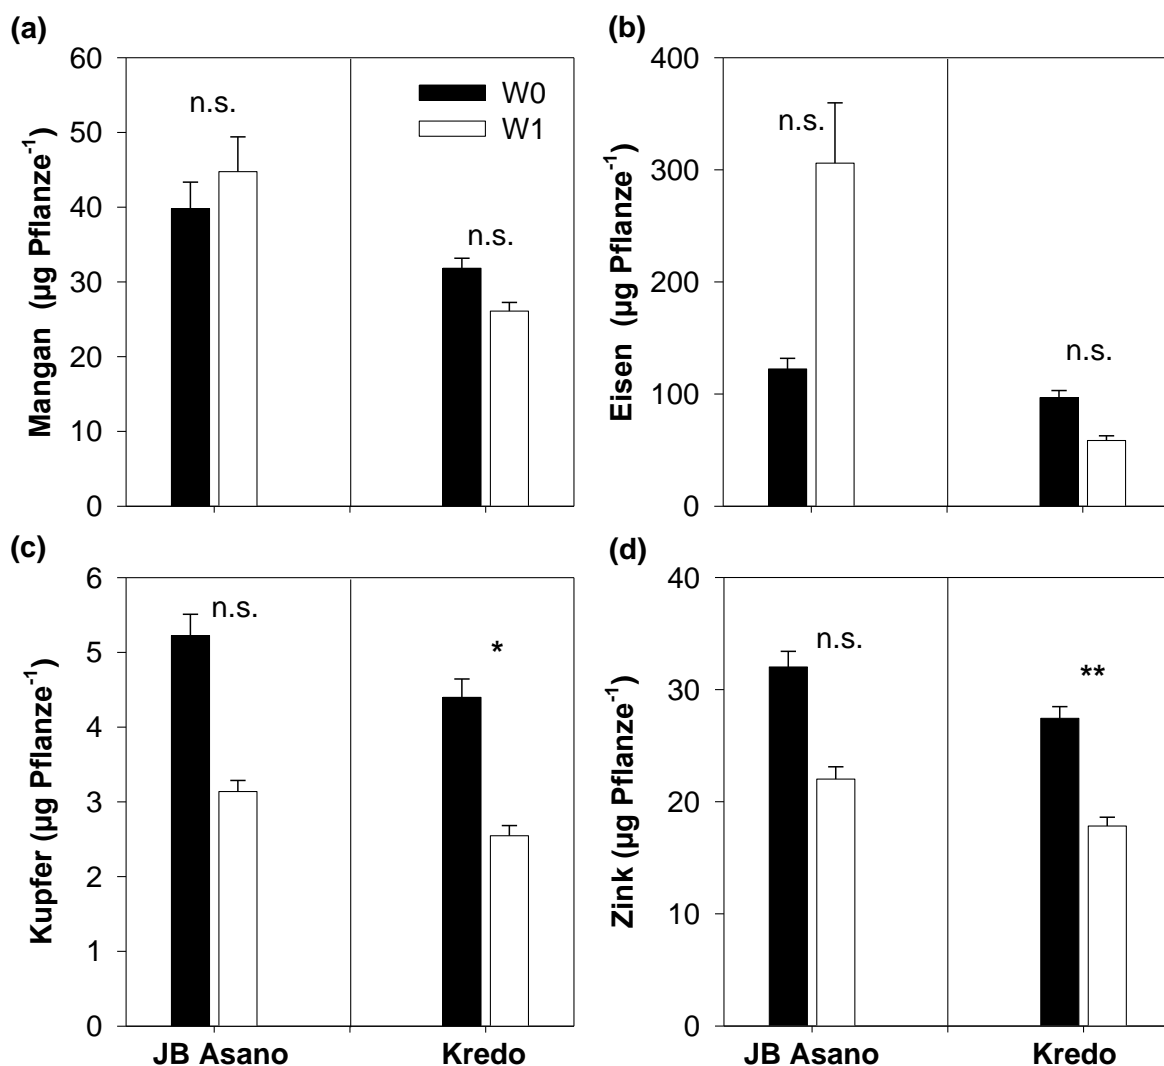 (a)
Mangan (µg Pflanze⁻¹)
60
50
40
30
20
10
0
n.s.
n.s.
W0
W1
(b)
Eisen (µg Pflanze⁻¹)
400
300
200
100
0
n.s.
n.s.
(c)
Kupfer (µg Pflanze⁻¹)
6
5
4
3
2
1
0
n.s.
*
JB Asano
Kredo
(d)
Zink (µg Pflanze⁻¹)
40
30
20
10
0
n.s.
**
JB Asano
Kredo